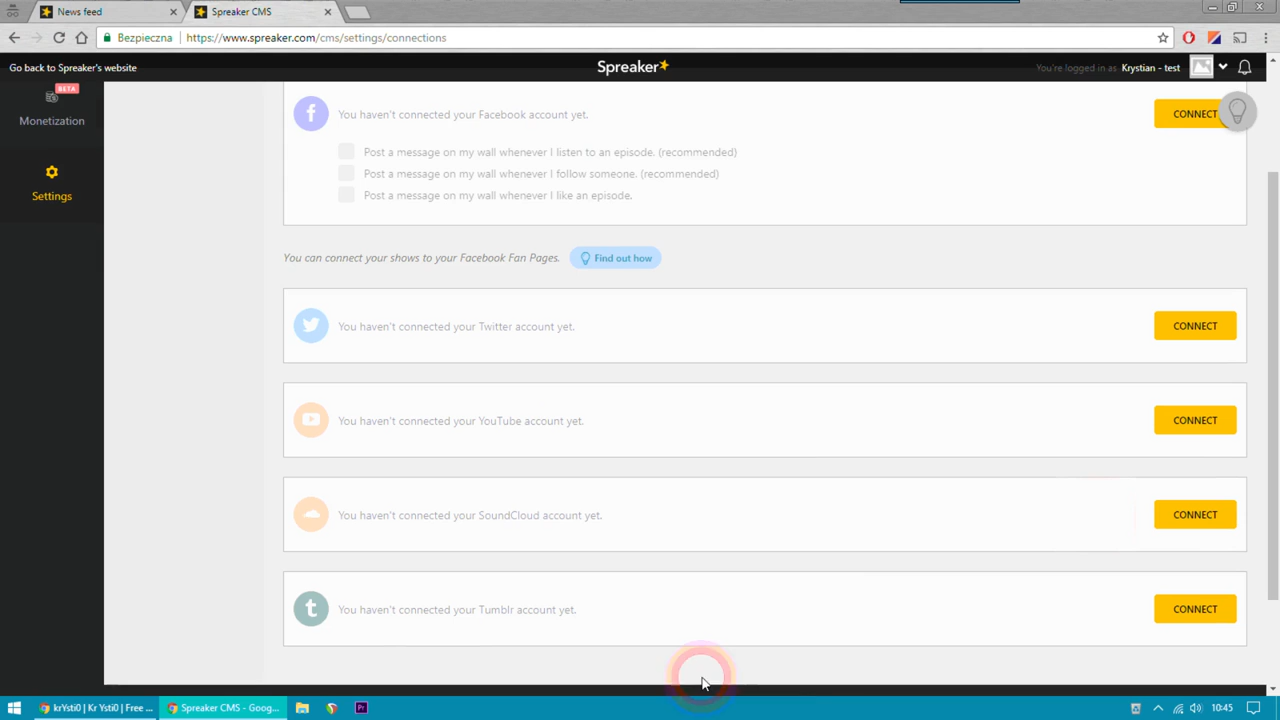 News feed
Spreaker CMS
Bezpieczna
https://www.spreaker.com/cms/settings/connections
Go back to Spreaker's website
Spreaker
You're logged in as Krystian - test
BETA
Monetization
Settings
You haven't connected your Facebook account yet.
CONNECT
Post a message on my wall whenever I listen to an episode. (recommended)
Post a message on my wall whenever I follow someone. (recommended)
Post a message on my wall whenever I like an episode.
You can connect your shows to your Facebook Fan Pages.
Find out how
You haven't connected your Twitter account yet.
CONNECT
You haven't connected your YouTube account yet.
CONNECT
You haven't connected your SoundCloud account yet.
CONNECT
You haven't connected your Tumblr account yet.
CONNECT
krYsti0 | Kr Ysti0 | Free ...
Spreaker CMS - Goog...
Pr
10:45